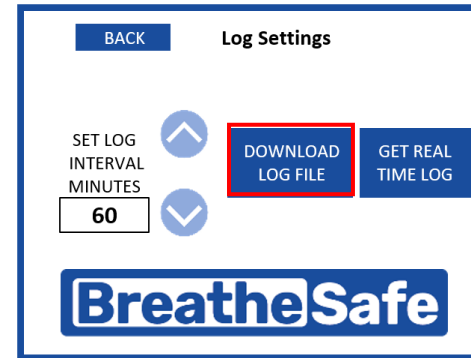 BACK
Log Settings
SET LOG
INTERVAL
MINUTES
60
DOWNLOAD
LOG FILE
GET REAL
TIME LOG
BreatheSafe